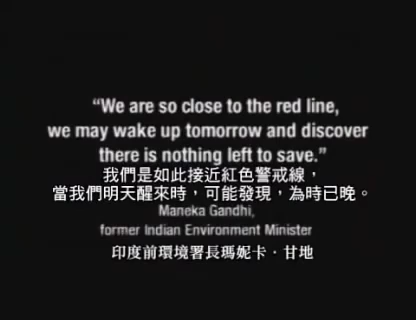 “We are so close to the red line,
we may wake up tomorrow and discover
there is nothing left to save.”
我們是如此接近紅色警戒線，
當我們明天醒來時，可能發現，為時已晚。
Maneka Gandhi,
former Indian Environment Minister
印度前環境署長瑪妮卡．甘地